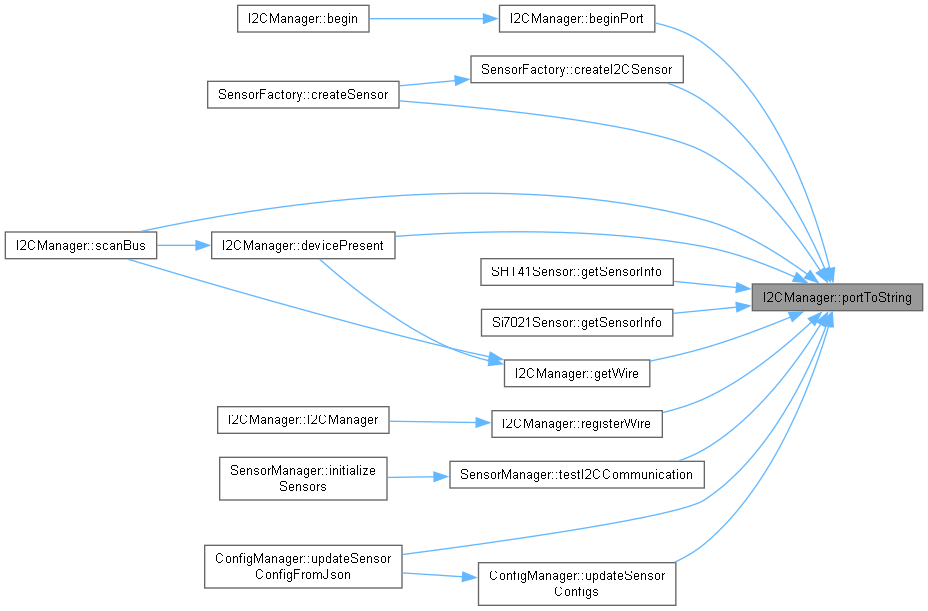 I2CManager::begin
I2CManager::beginPort
SensorFactory::createI2CSensor
SensorFactory::createSensor
I2CManager::scanBus
I2CManager::devicePresent
SHT41Sensor::getSensorInfo
I2CManager::portToString
Si7021Sensor::getSensorInfo
I2CManager::getWire
I2CManager::I2CManager
I2CManager::registerWire
SensorManager::initialize
Sensors
SensorManager::testI2CCommunication
ConfigManager::updateSensor
ConfigFromJson
ConfigManager::updateSensor
Configs